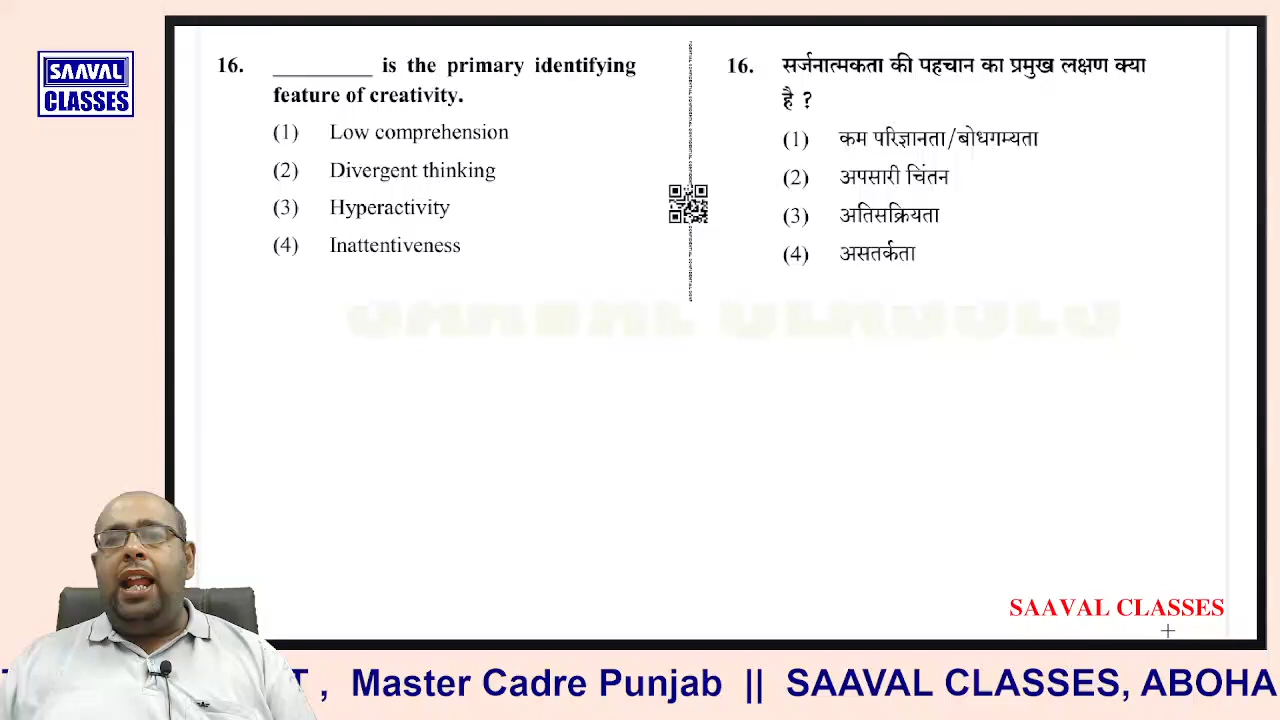 SAAVAL
CLASSES
16. __________ is the primary identifying
feature of creativity.
(1) Low comprehension
(2) Divergent thinking
(3) Hyperactivity
(4) Inattentiveness
16. सर्जनात्मकता की पहचान का प्रमुख लक्षण क्या
है ?
(1) कम परिज्ञानता/बोधगम्यता
(2) अपसारी चिंतन
(3) अतिसक्रियता
(4) असतर्कता
SAAVAL CLASSES
T , Master Cadre Punjab || SAAVAL CLASSES, ABOHA